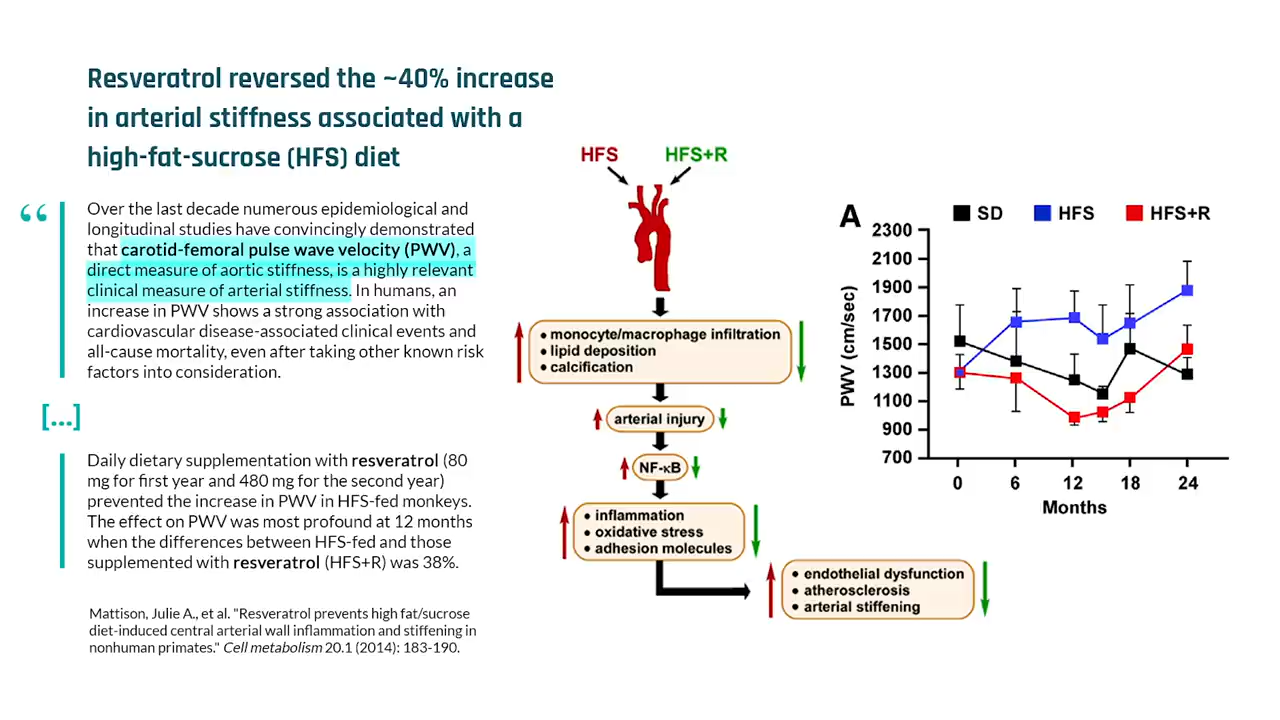 Resveratrol reversed the ~40% increase
in arterial stiffness associated with a
high-fat-sucrose (HFS) diet
“
Over the last decade numerous epidemiological and
longitudinal studies have convincingly demonstrated
that carotid-femoral pulse wave velocity (PWV), a
direct measure of aortic stiffness, is a highly relevant
clinical measure of arterial stiffness. In humans, an
increase in PWV shows a strong association with
cardiovascular disease-associated clinical events and
all-cause mortality, even after taking other known risk
factors into consideration.
[...]
Daily dietary supplementation with resveratrol (80
mg for first year and 480 mg for the second year)
prevented the increase in PWV in HFS-fed monkeys.
The effect on PWV was most profound at 12 months
when the differences between HFS-fed and those
supplemented with resveratrol (HFS+R) was 38%.
Mattison, Julie A., et al. "Resveratrol prevents high fat/sucrose
diet-induced central arterial wall inflammation and stiffening in
nonhuman primates." Cell metabolism 20.1 (2014): 183-190.
HFS HFS+R
• monocyte/macrophage infiltration
• lipid deposition
• calcification
arterial injury
NF-κB
• inflammation
• oxidative stress
• adhesion molecules
• endothelial dysfunction
• atherosclerosis
• arterial stiffening
A
SD HFS HFS+R
PWV (cm/sec)
2300
2100
1900
1700
1500
1300
1100
900
700
0 6 12 18 24
Months